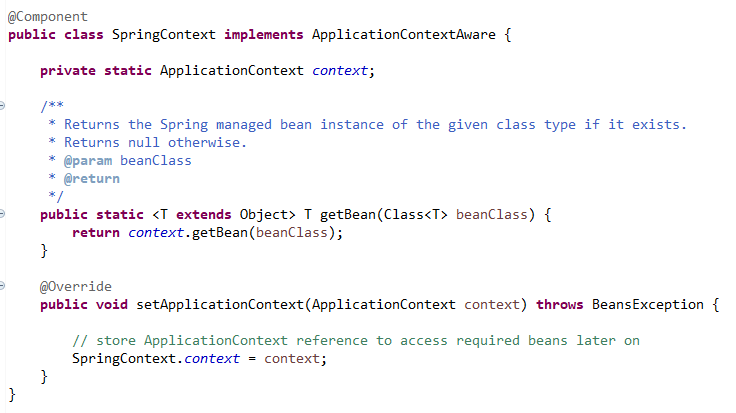 @Component
public class SpringContext implements ApplicationContextAware {
private static ApplicationContext context;
/**
* Returns the Spring managed bean instance of the given class type if it exists.
* Returns null otherwise.
* @param beanClass
* @return
*/
public static <T extends Object> T getBean(Class<T> beanClass) {
return context.getBean(beanClass);
}
@Override
public void setApplicationContext(ApplicationContext context) throws BeansException {
// store ApplicationContext reference to access required beans later on
SpringContext.context = context;
}
}